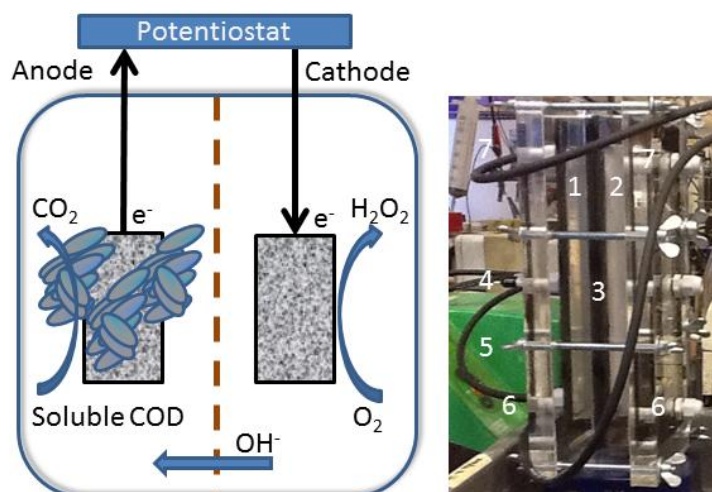 Potentiostat
Anode
Cathode
CO₂
e⁻
e⁻
H₂O₂
Soluble COD
O₂
OH⁻
7
7
1
2
4
3
5
6
6